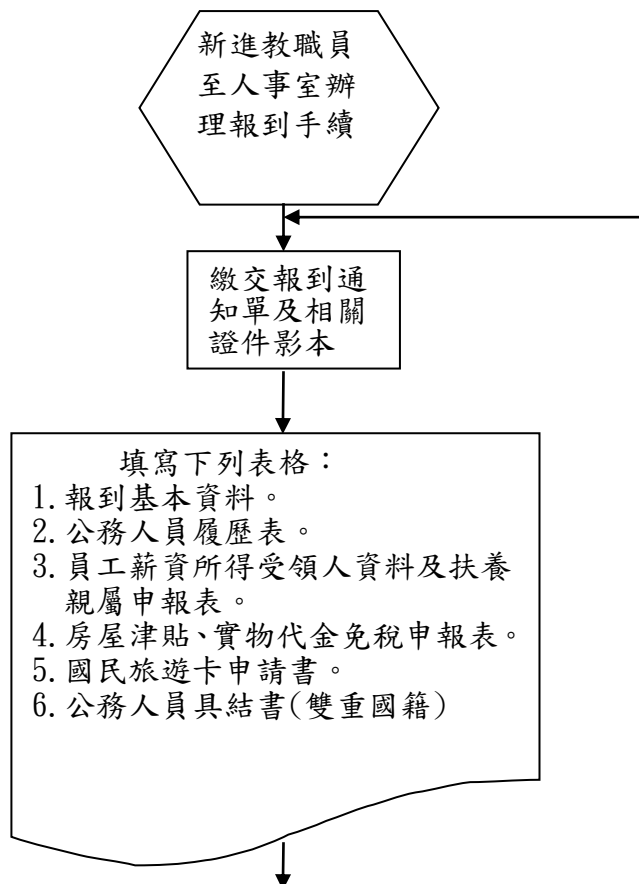 新進教職員
至人事室辦
理報到手續
繳交報到通
知單及相關
證件影本
填寫下列表格：
1.報到基本資料。
2.公務人員履歷表。
3.員工薪資所得受領人資料及扶養
親屬申報表。
4.房屋津貼、實物代金免稅申報表。
5.國民旅遊卡申請書。
6.公務人員具結書(雙重國籍)